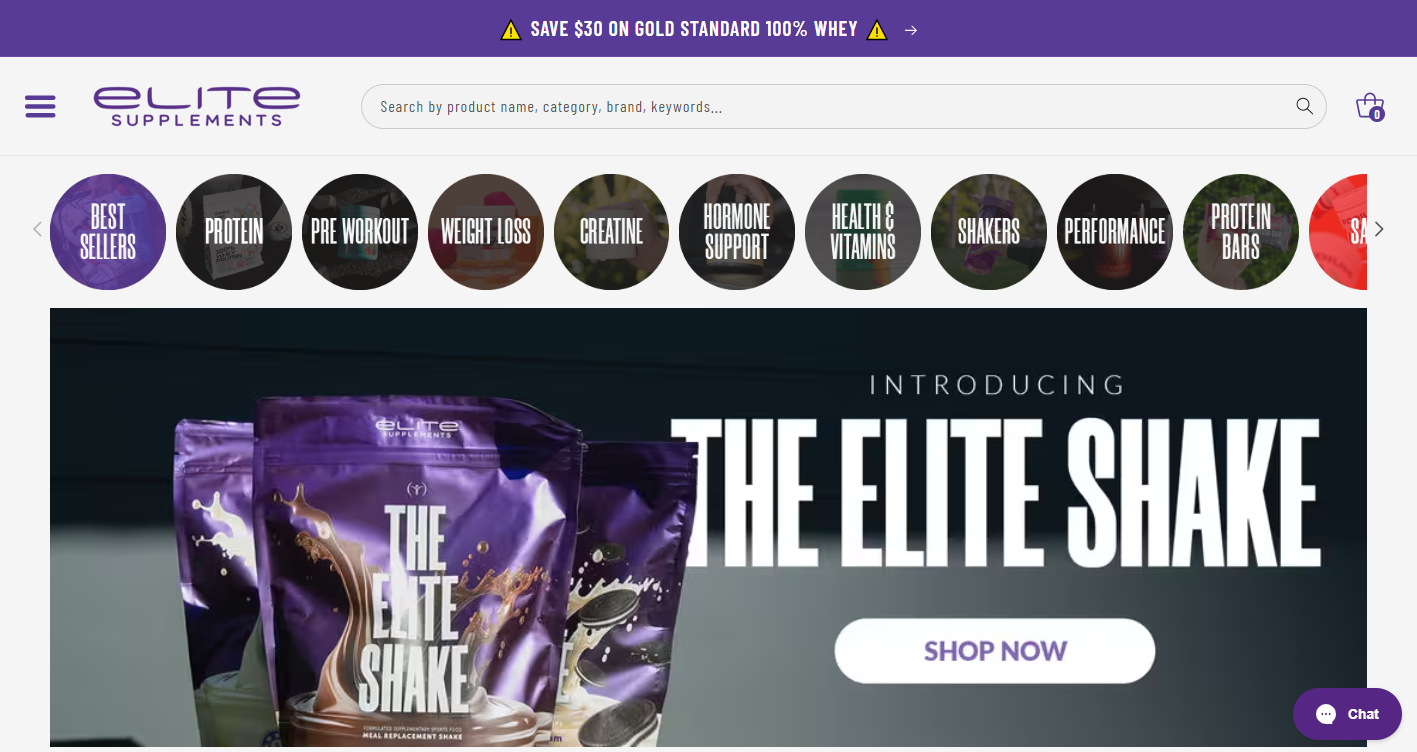 SAVE $30 ON GOLD STANDARD 100% WHEY
ELITE
SUPPLEMENTS
Search by product name, category, brand, keywords...
0
BEST
SELLERS
PROTEIN
PRE WORKOUT
WEIGHT LOSS
CREATINE
HORMONE
SUPPORT
HEALTH &
VITAMINS
SHAKERS
PERFORMANCE
PROTEIN
BARS
SA
INTRODUCING
THE ELITE SHAKE
SHOP NOW
ELITE
SUPPLEMENTS
THE
ELITE
SHAKE
FORMULATED SUPPLEMENTARY SPORTS FOOD
MEAL REPLACEMENT SHAKE
Chat